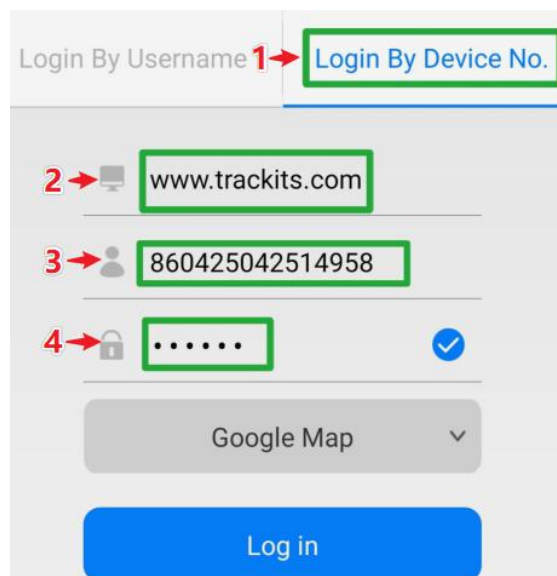 Login By Username 1 Login By Device No.
2 www.trackits.com
3 860425042514958
4 ••••••
Google Map
Log in